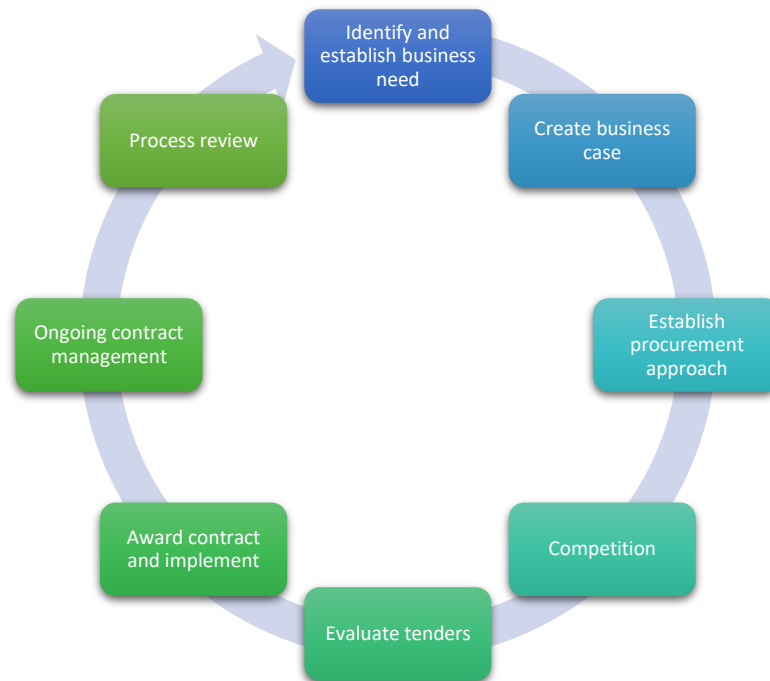 Identify and
establish business
need
Create business
case
Establish
procurement
approach
Competition
Evaluate tenders
Award contract
and implement
Ongoing contract
management
Process review